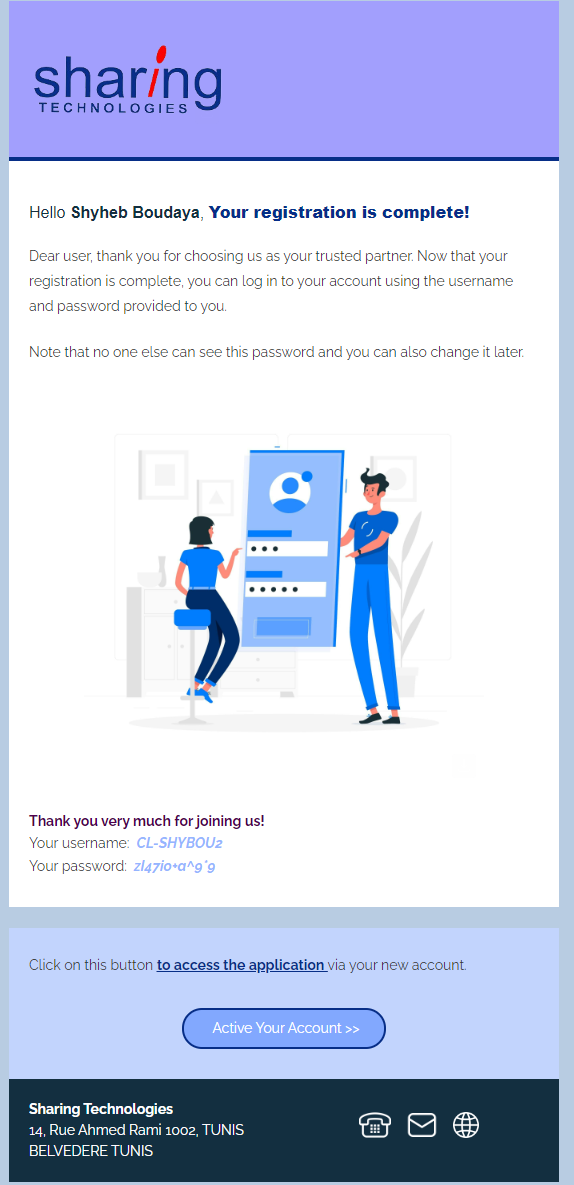 sharing
TECHNOLOGIES
Hello Shyheb Boudaya, Your registration is complete!
Dear user, thank you for choosing us as your trusted partner. Now that your
registration is complete, you can log in to your account using the username
and password provided to you.
Note that no one else can see this password and you can also change it later.
Thank you very much for joining us!
Your username: CL-SHYBOU2
Your password: zl47io+a^9*9
Click on this button to access the application via your new account.
Active Your Account >>
Sharing Technologies
14, Rue Ahmed Rami 1002, TUNIS
BELVEDERE TUNIS